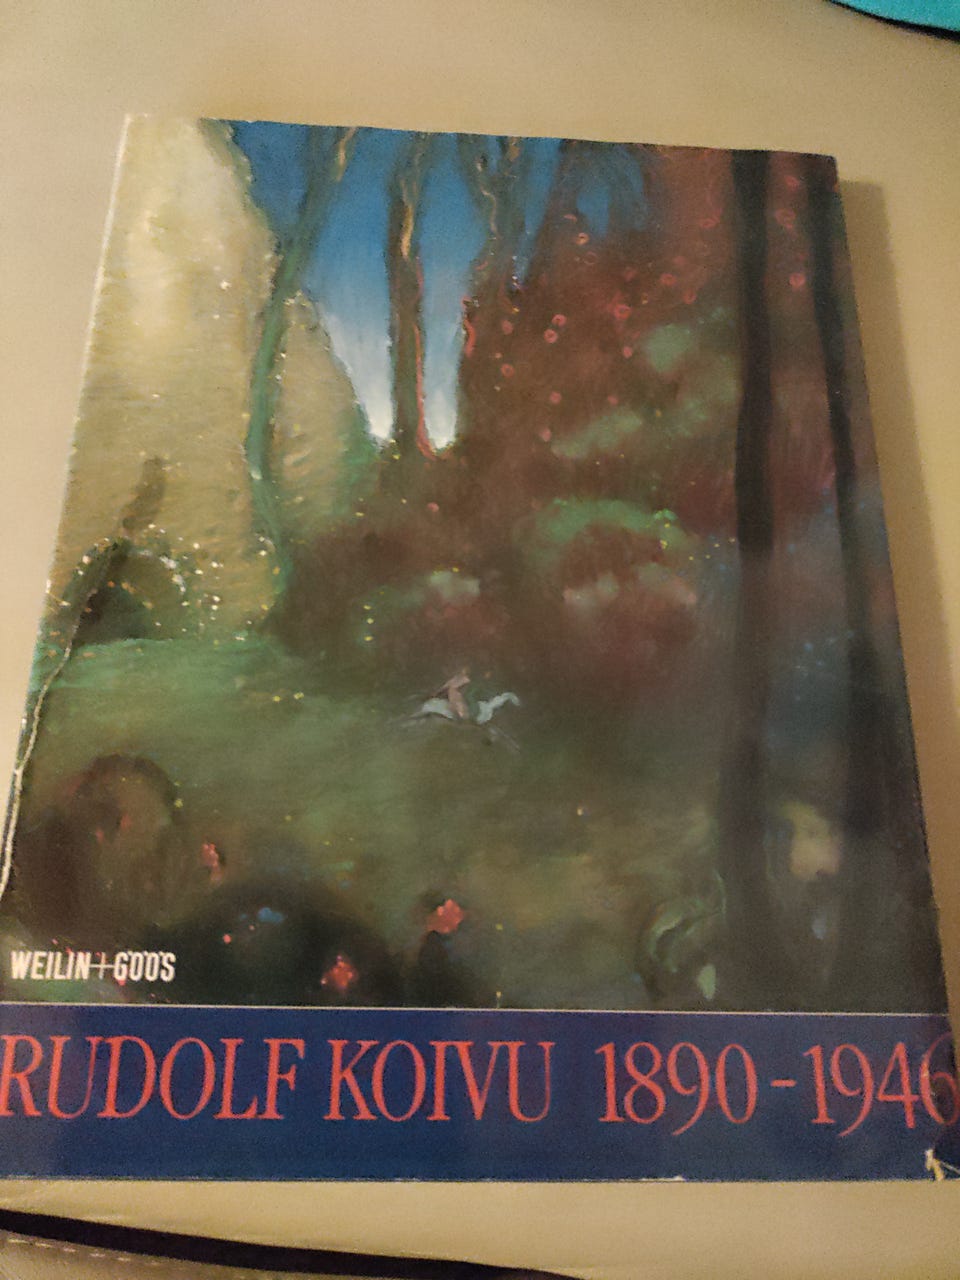 WEILIN+GÖÖS
RUDOLF KOIVU 1890-1946